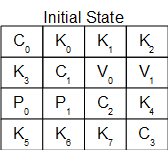 Initial State
C₀ K₀ K₁ K₂
K₃ C₁ V₀ V₁
P₀ P₁ C₂ K₄
K₅ K₆ K₇ C₃